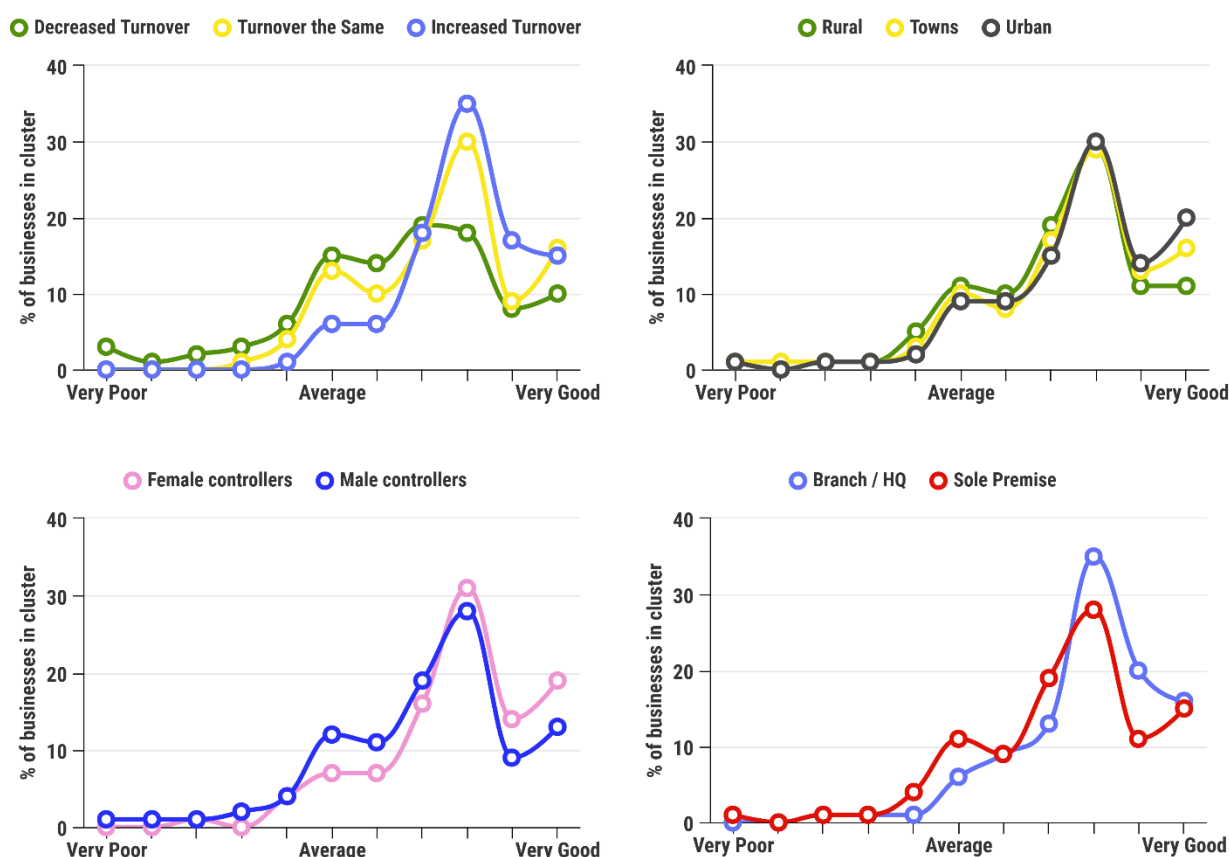 Decreased Turnover Turnover the Same Increased Turnover
% of businesses in cluster
40
30
20
10
0
Very Poor Average Very Good
Rural Towns Urban
% of businesses in cluster
40
30
20
10
0
Very Poor Average Very Good
Female controllers Male controllers
% of businesses in cluster
40
30
20
10
0
Very Poor Average Very Good
Branch / HQ Sole Premise
% of businesses in cluster
40
30
20
10
0
Very Poor Average Very Good